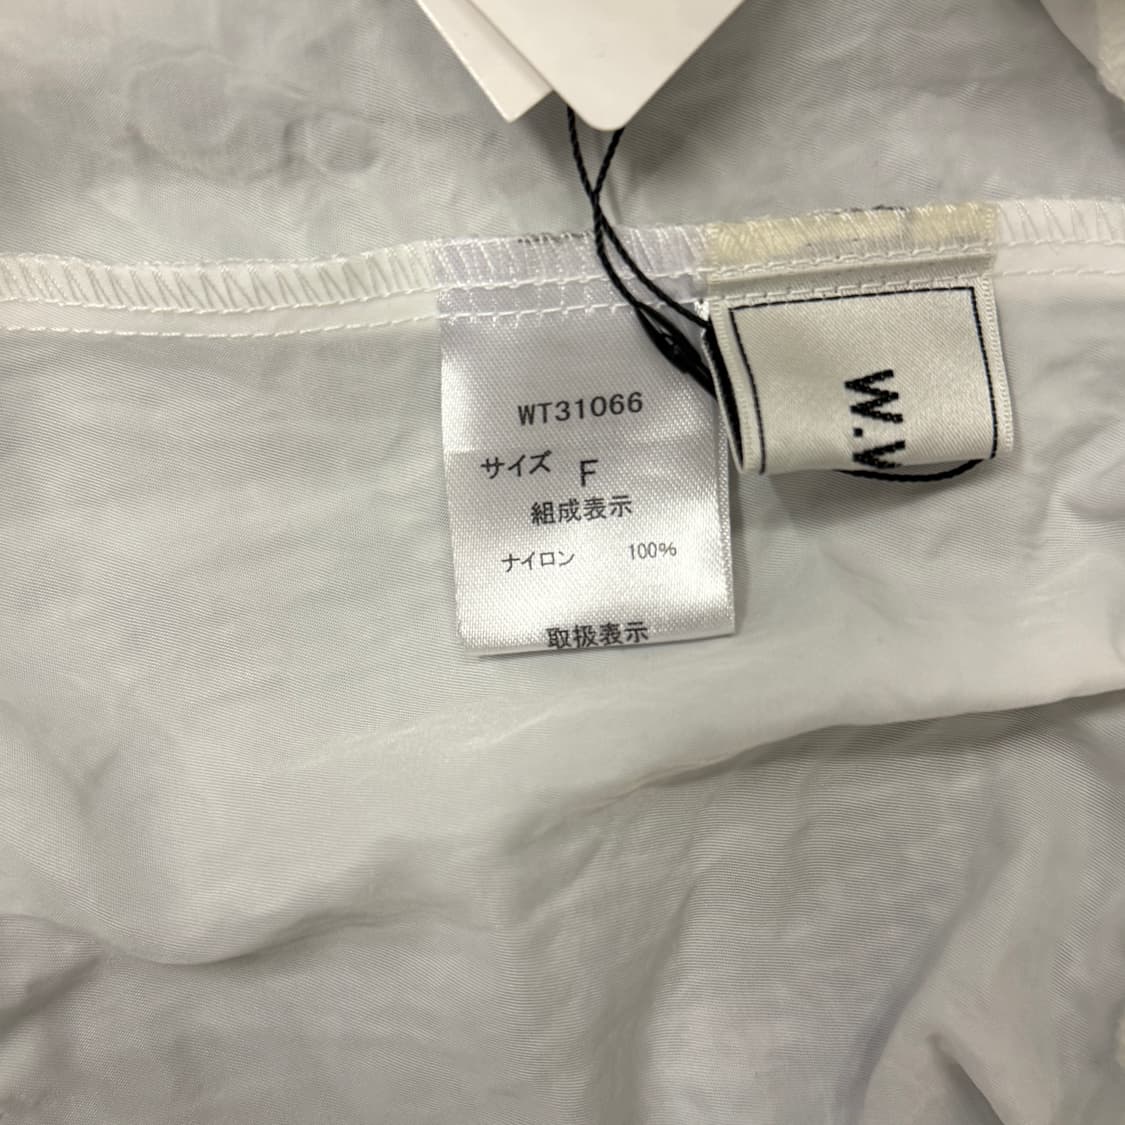 WT31066
サイズ F
組成表示
ナイロン 100%
取扱表示
W.